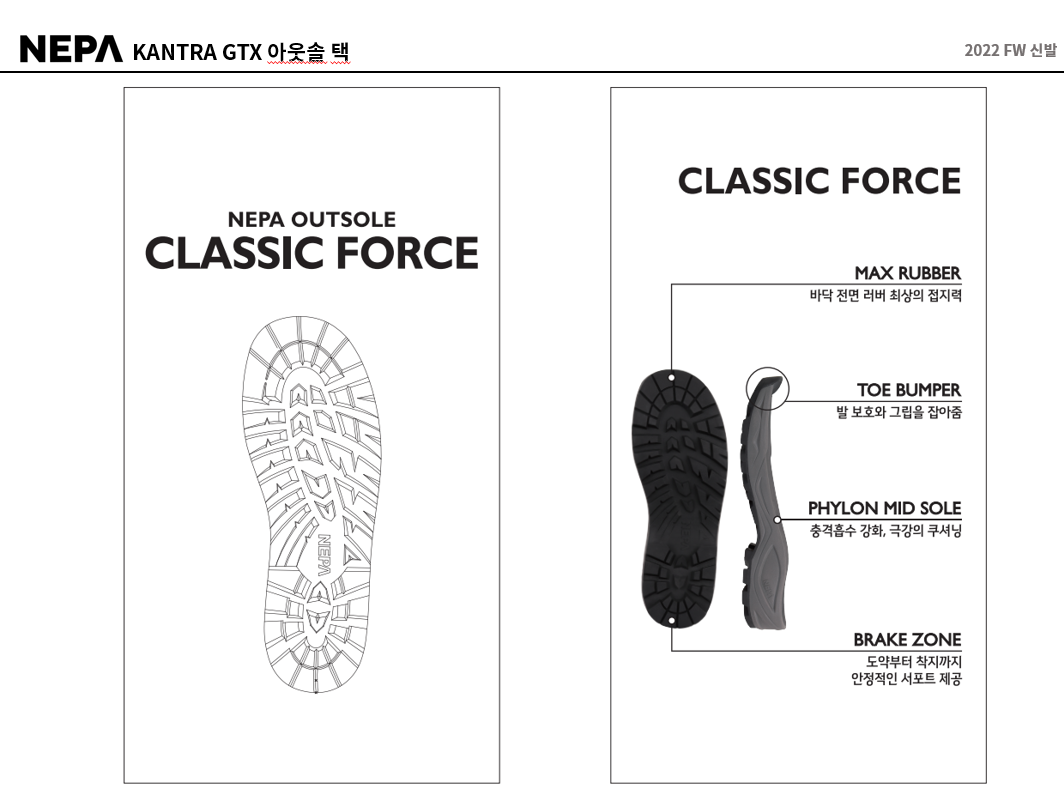 NEPA KANTRA GTX 아웃솔 택
2022 FW 신발
NEPA OUTSOLE
CLASSIC FORCE
NEPA
CLASSIC FORCE
MAX RUBBER
바닥 전면 러버 최상의 접지력
TOE BUMPER
발 보호와 그립을 잡아줌
PHYLON MID SOLE
충격흡수 강화, 극강의 쿠셔닝
BRAKE ZONE
도약부터 착지까지
안정적인 서포트 제공